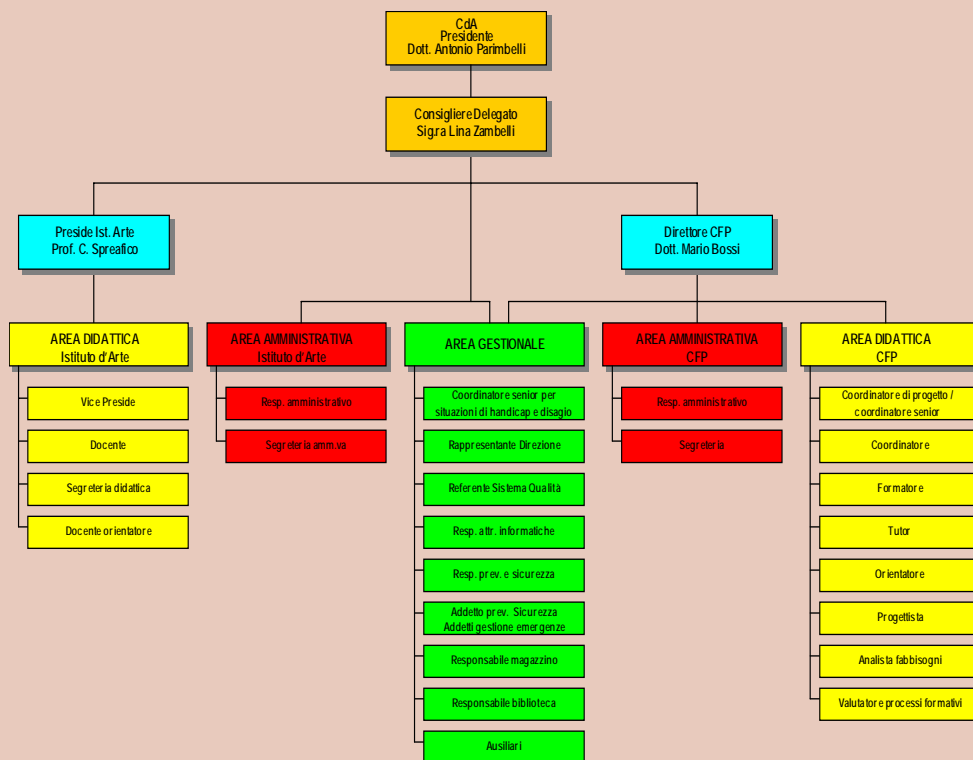 CdA
Presidente
Dott. Antonio Parimbelli
Consigliere Delegato
Sig.ra Lina Zambelli
Preside Ist. Arte
Prof. C. Spreafico
Direttore CFP
Dott. Mario Bossi
AREA DIDATTICA
Istituto d'Arte
Vice Preside
Docente
Segreteria didattica
Docente orientatore
AREA AMMINISTRATIVA
Istituto d'Arte
Resp. amministrativo
Segreteria amm.va
AREA GESTIONALE
Coordinatore senior per
situazioni di handicap e disagio
Rappresentante Direzione
Referente Sistema Qualità
Resp. attr. informatiche
Resp. prev. e sicurezza
Addetto prev. Sicurezza
Addetti gestione emergenze
Responsabile magazzino
Responsabile biblioteca
Ausiliari
AREA AMMINISTRATIVA
CFP
Resp. amministrativo
Segreteria
AREA DIDATTICA
CFP
Coordinatore di progetto /
coordinatore senior
Coordinatore
Formatore
Tutor
Orientatore
Progettista
Analista fabbisogni
Valutatore processi formativi